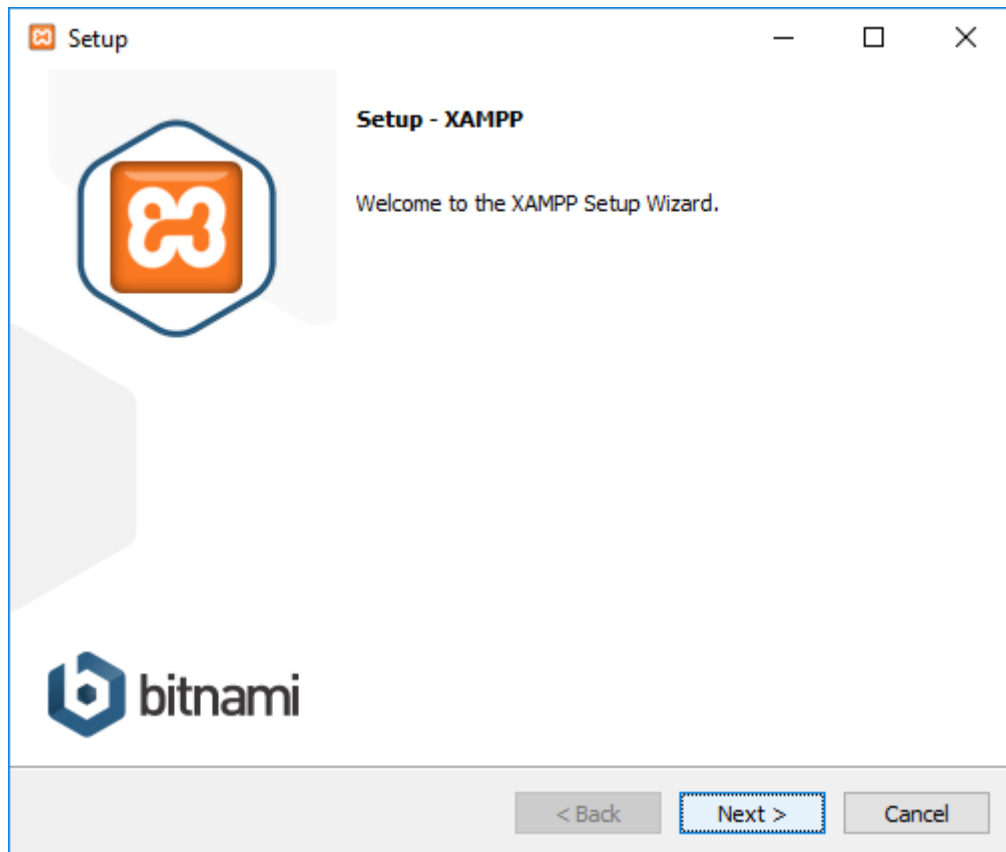 Setup
Setup - XAMPP
Welcome to the XAMPP Setup Wizard.
bitnami
< Back
Next >
Cancel